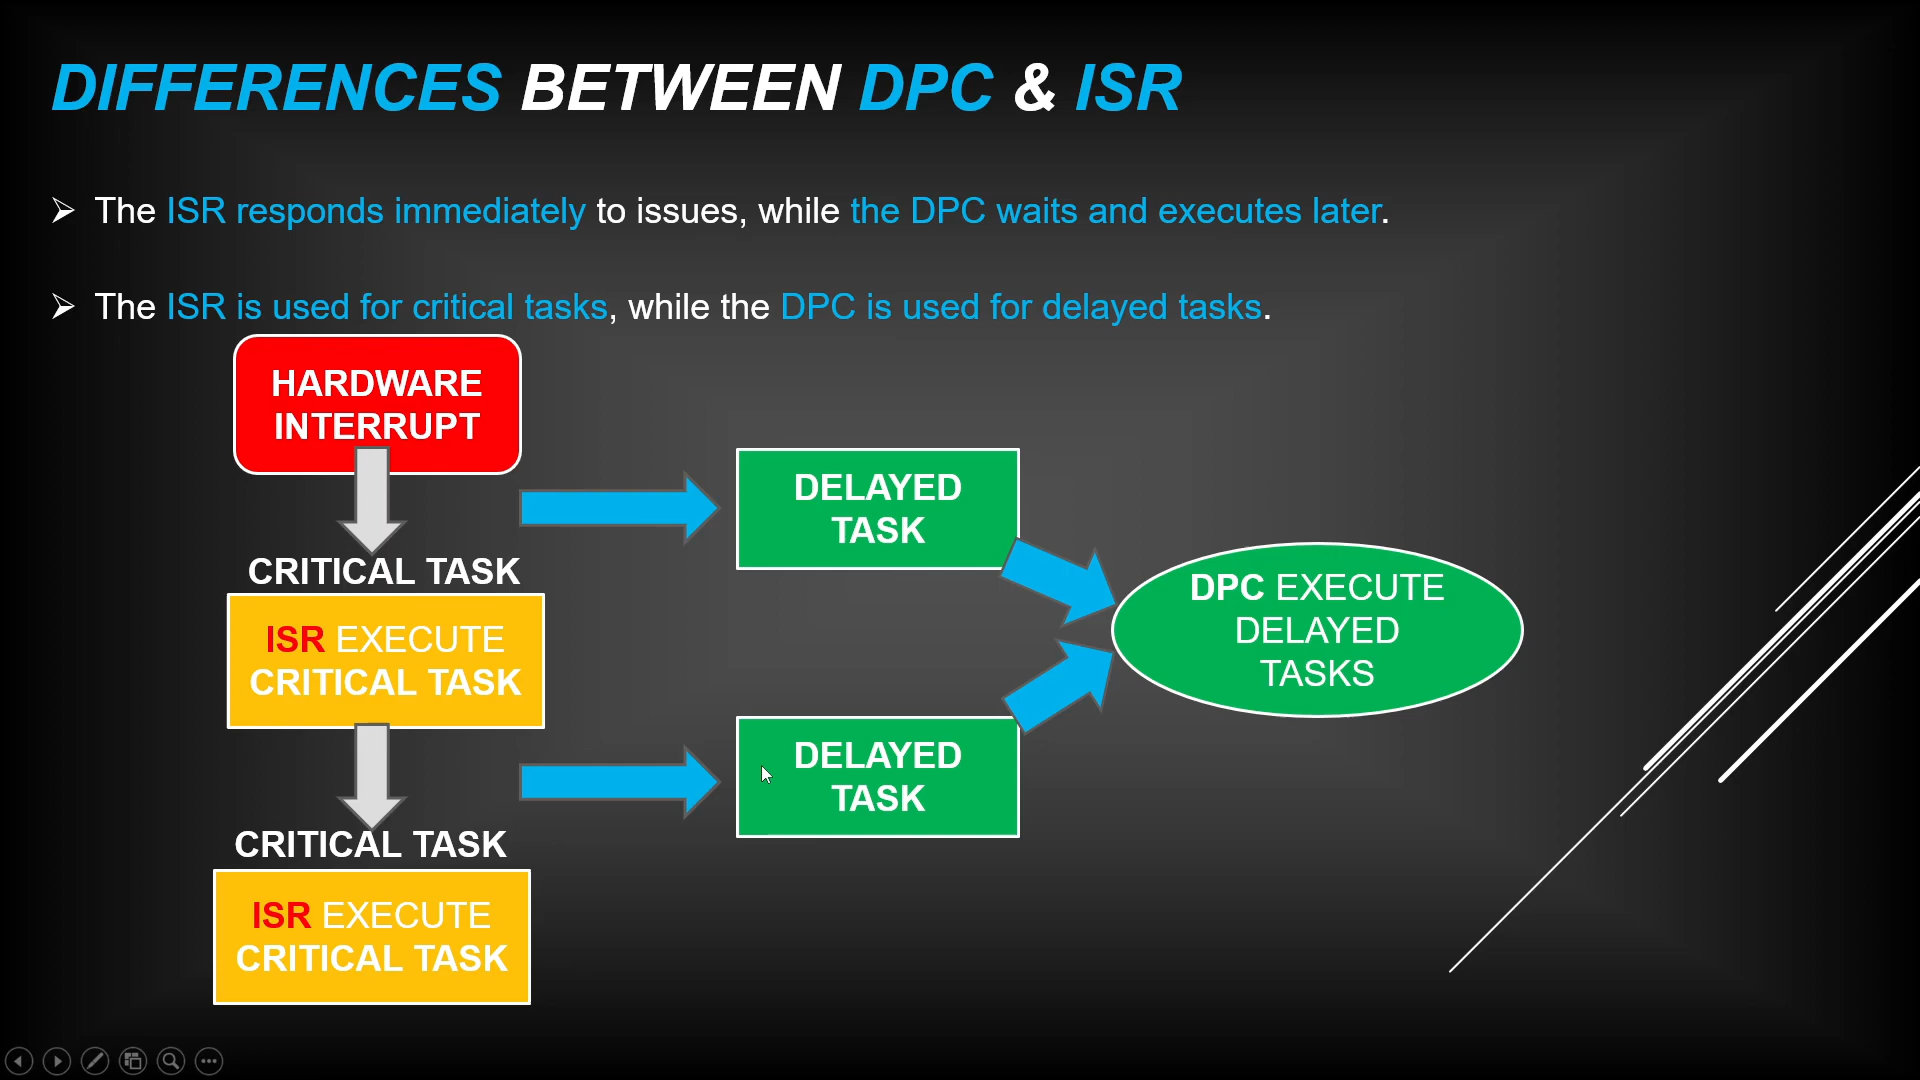 DIFFERENCES BETWEEN DPC & ISR
The ISR responds immediately to issues, while the DPC waits and executes later.
The ISR is used for critical tasks, while the DPC is used for delayed tasks.
HARDWARE
INTERRUPT
CRITICAL TASK
ISR EXECUTE
CRITICAL TASK
CRITICAL TASK
ISR EXECUTE
CRITICAL TASK
DELAYED
TASK
DELAYED
TASK
DPC EXECUTE
DELAYED
TASKS